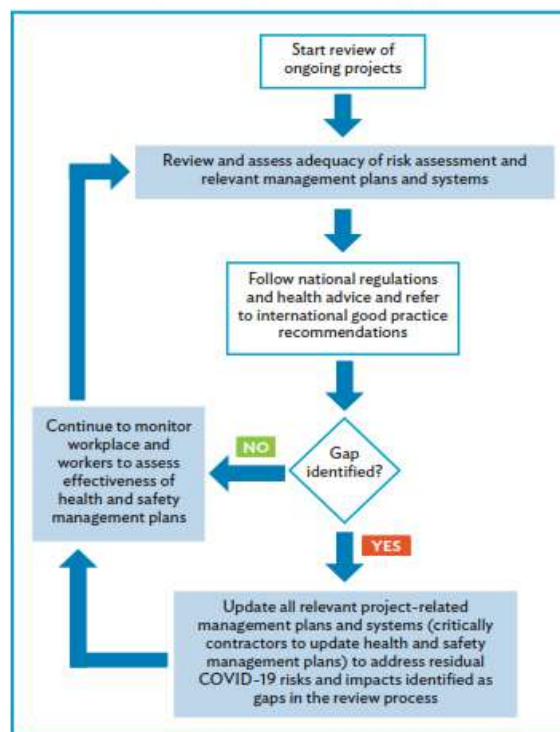 Start review of
ongoing projects
Review and assess adequacy of risk assessment and
relevant management plans and systems
Follow national regulations
and health advice and refer
to international good practice
recommendations
Continue to monitor
workplace and
workers to assess
effectiveness of
health and safety
management plans
NO
Gap
identified?
YES
Update all relevant project-related
management plans and systems (critically
contractors to update health and safety
management plans) to address residual
COVID-19 risks and impacts identified as
gaps in the review process